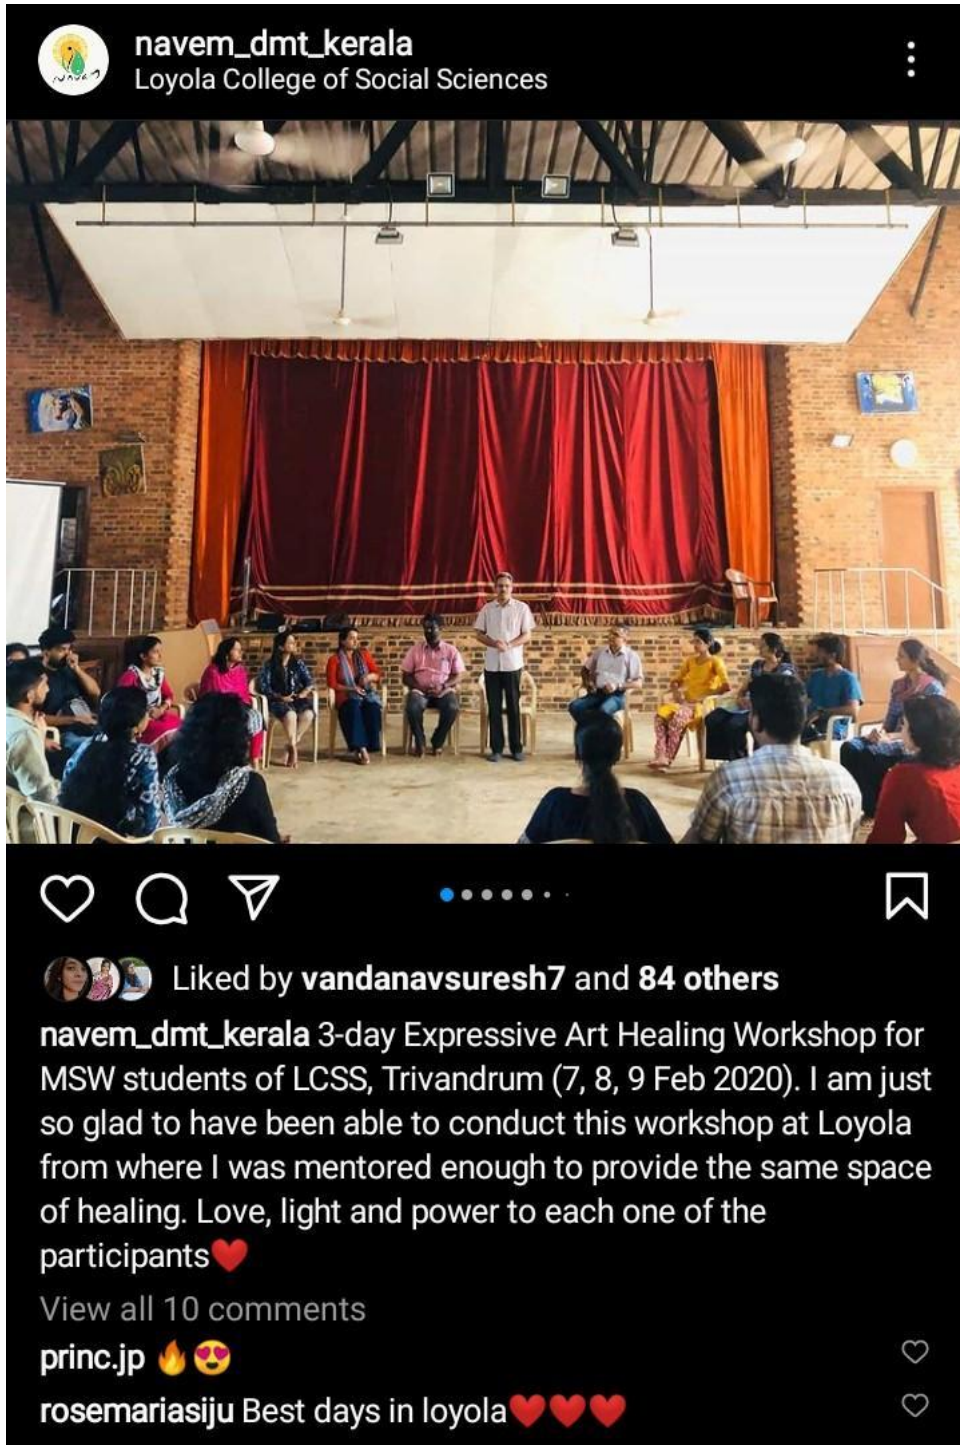 navem_dmt_kerala
Loyola College of Social Sciences
Liked by vandanavsuresh7 and 84 others
navem_dmt_kerala 3-day Expressive Art Healing Workshop for
MSW students of LCSS, Trivandrum (7, 8, 9 Feb 2020). I am just
so glad to have been able to conduct this workshop at Loyola
from where I was mentored enough to provide the same space
of healing. Love, light and power to each one of the
participants❤️
View all 10 comments
princ.jp 🔥😍
rosemariasiju Best days in loyola❤️❤️❤️